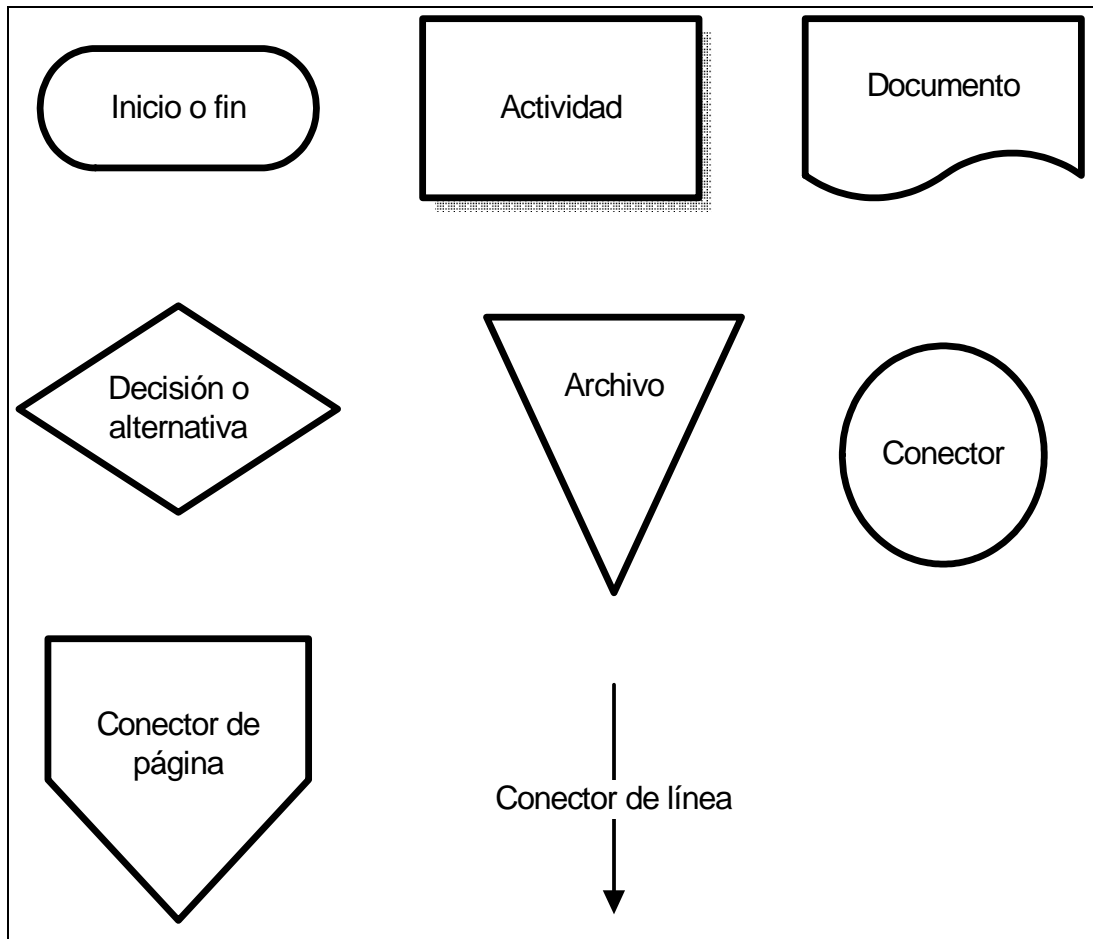 Inicio o fin
Actividad
Documento
Decisión o
alternativa
Archivo
Conector
Conector de
página
Conector de línea